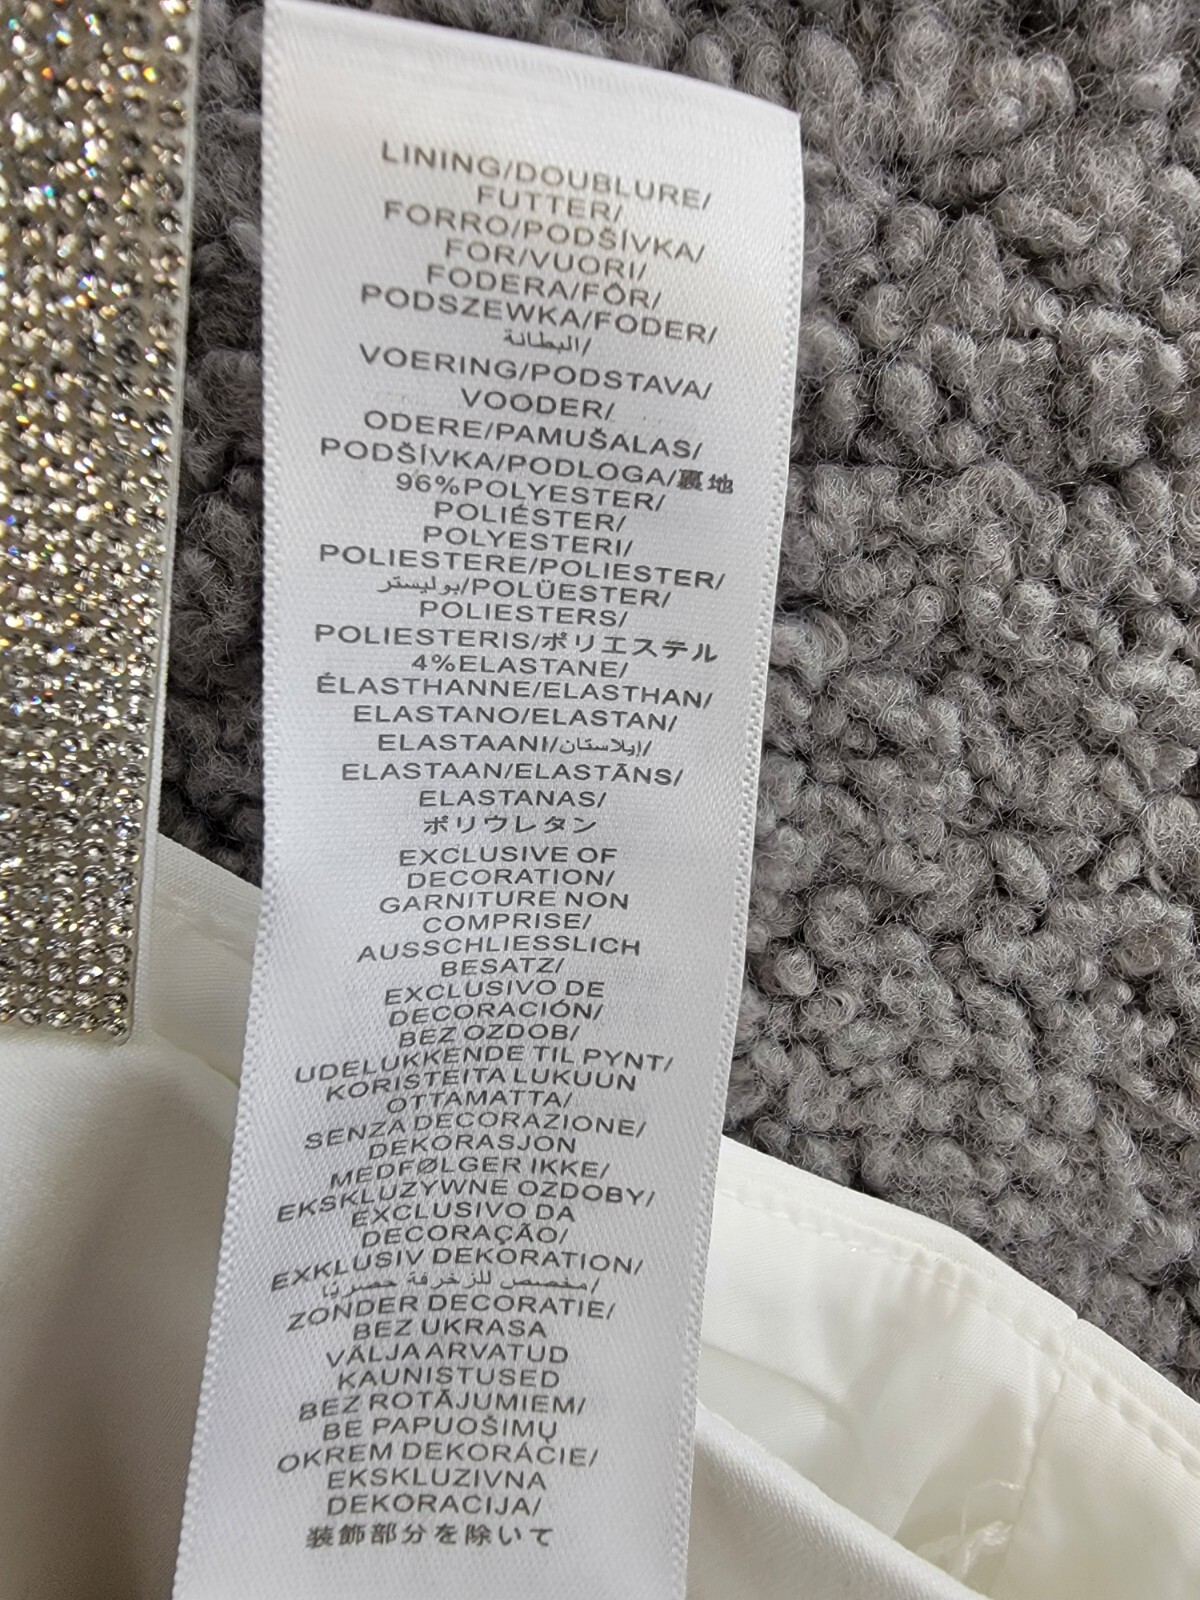 LINING/DOUBLURE/
FUTTER/
FORRO/PODŠÍVKA/
FOR/VUORI/
FODERA/FÔR/
PODSZEWKA/FODER/
البطانة/
VOERING/PODSTAVA/
VOODER/
ODERE/PAMUŠALAS/
PODŠÍVKA/PODLOGA/裏地
96%POLYESTER/
POLIÉSTER/
POLYESTERI/
POLIESTERE/POLIESTER/
بوليستر/POLÜESTER/
POLIESTERS/
POLIESTERIS/ポリエステル
4%ELASTANE/
ÉLASTHANNE/ELASTHAN/
ELASTANO/ELASTAN/
ELASTAANI/إيلاستان/
ELASTAAN/ELASTĀNS/
ELASTANAS/
ポリウレタン
EXCLUSIVE OF
DECORATION/
GARNITURE NON
COMPRISE/
AUSSCHLIESSLICH
BESATZ/
EXCLUSIVO DE
DECORACIÓN/
BEZ OZDOB/
UDELUKKENDE TIL PYNT/
KORISTEITA LUKUUN
OTTAMATTA/
SENZA DECORAZIONE/
DEKORASJON
MEDFØLGER IKKE/
EKSKLUZYWNE OZDOBY/
EXCLUSIVO DA
DECORAÇÃO/
EXKLUSIV DEKORATION/
مخصص للزخرفة حصريًا/
ZONDER DECORATIE/
BEZ UKRASA
VÄLJA ARVATUD
KAUNISTUSED
BEZ ROTĀJUMIEM/
BE PAPUOŠIMŲ
OKREM DEKORÁCIE/
EKSKLUZIVNA
DEKORACIJA/
装飾部分を除いて